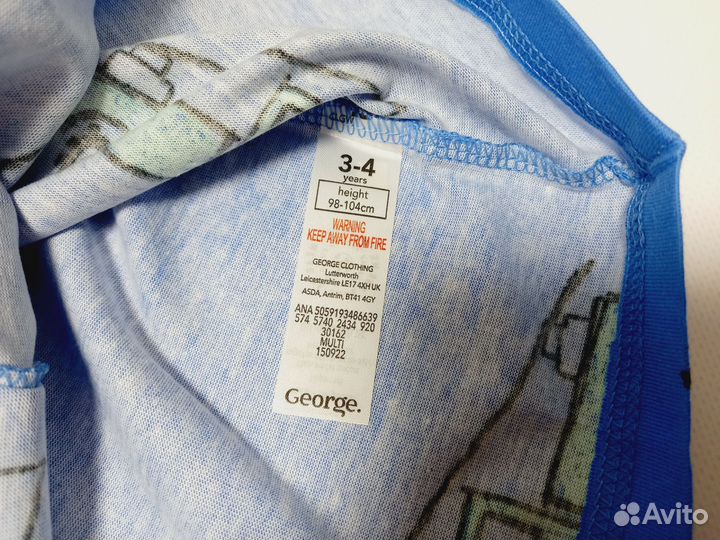 3-4
years
height
98-104cm
WARNING
KEEP AWAY FROM FIRE
GEORGE CLOTHING
Lutterworth
Leicestershire LE17 4XH UK
ASDA, Antrim, BT41 4GY
ANA 5059193486639
574 5740 2434 920
30162
MULTI
150922
George.
Avito